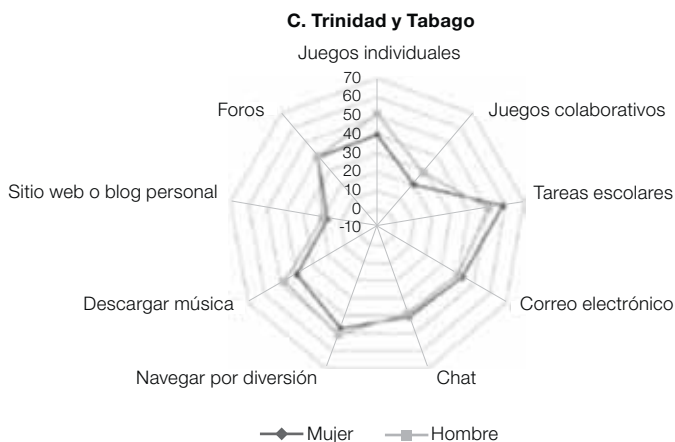 C. Trinidad y Tabago
Juegos individuales
70
60
50
40
30
20
10
0
-10
Foros
Juegos colaborativos
Sitio web o blog personal
Tareas escolares
Descargar música
Correo electrónico
Navegar por diversión
Chat
Mujer
Hombre